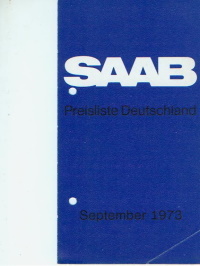 SAAB
Preisliste Deutschland
September 1973